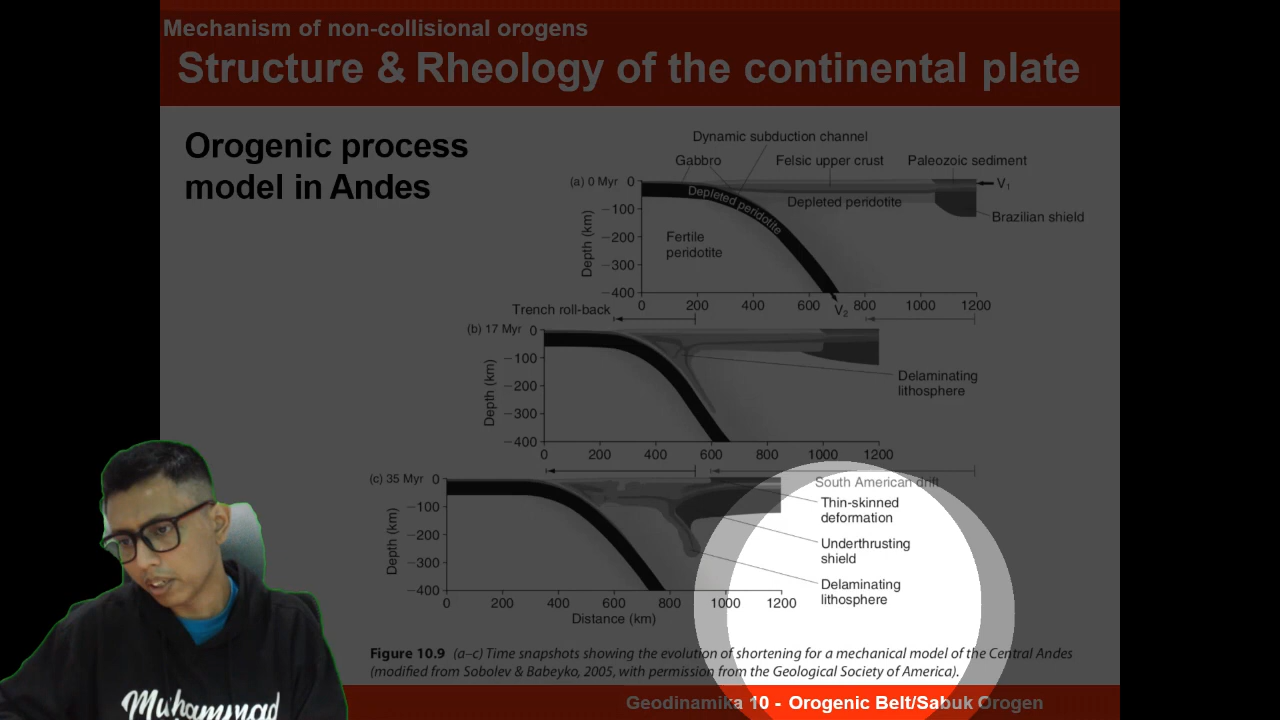 Mechanism of non-collisional orogens
Structure & Rheology of the continental plate
Orogenic process
model in Andes
Dynamic subduction channel
Gabbro
Felsic upper crust
Paleozoic sediment
(a) 0 Myr
0
V1
Depleted peridotite
Depleted peridotite
Brazilian shield
Depth (km)
−100
−200
−300
−400
Fertile
peridotite
0
200
400
600
800
1000
1200
V2
Trench roll-back
(b) 17 Myr
0
−100
−200
−300
−400
Depth (km)
Delaminating
lithosphere
0
200
400
600
800
1000
1200
South American drift
(c) 35 Myr
0
−100
−200
−300
−400
Depth (km)
Thin-skinned
deformation
Underthrusting
shield
Delaminating
lithosphere
0
200
400
600
800
1000
1200
Distance (km)
Figure 10.9 (a–c) Time snapshots showing the evolution of shortening for a mechanical model of the Central Andes
(modified from Sobolev & Babeyko, 2005, with permission from the Geological Society of America).
Geodinamika 10 - Orogenic Belt/Sabuk Orogen
Muhammad